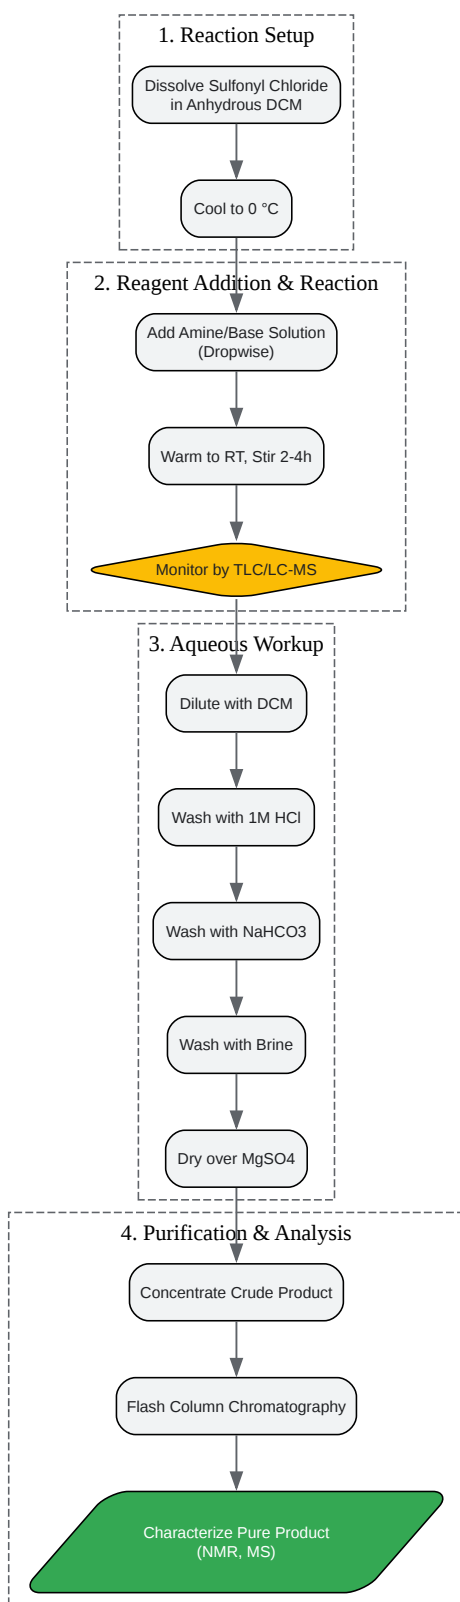 1. Reaction Setup
Dissolve Sulfonyl Chloride
in Anhydrous DCM
Cool to 0 °C
2. Reagent Addition & Reaction
Add Amine/Base Solution
(Dropwise)
Warm to RT, Stir 2-4h
Monitor by TLC/LC-MS
3. Aqueous Workup
Dilute with DCM
Wash with 1M HCl
Wash with NaHCO3
Wash with Brine
Dry over MgSO4
4. Purification & Analysis
Concentrate Crude Product
Flash Column Chromatography
Characterize Pure Product
(NMR, MS)